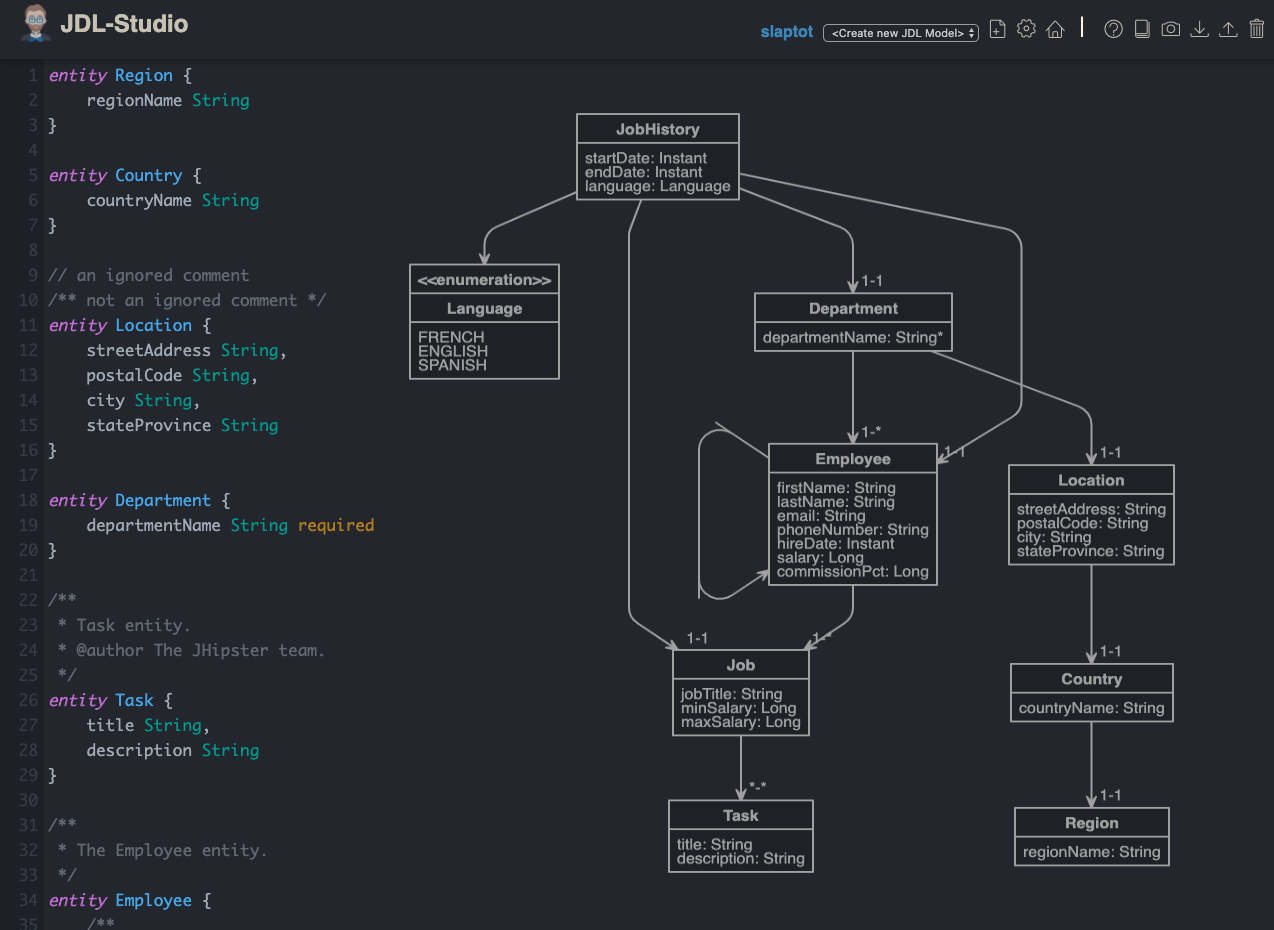 JDL-Studio
slaptot
<Create new JDL Model>
1 entity Region {
2 regionName String
3 }
4
5 entity Country {
6 countryName String
7 }
8
9 // an ignored comment
10 /** not an ignored comment */
11 entity Location {
12 streetAddress String,
13 postalCode String,
14 city String,
15 stateProvince String
16 }
17
18 entity Department {
19 departmentName String required
20 }
21
22 /**
23 * Task entity.
24 * @author The JHipster team.
25 */
26 entity Task {
27 title String,
28 description String
29 }
30
31 /**
32 * The Employee entity.
33 */
34 entity Employee {
35 /**
JobHistory
startDate: Instant
endDate: Instant
language: Language
<<enumeration>>
Language
FRENCH
ENGLISH
SPANISH
1-1
Department
departmentName: String*
1-*
1-1
Employee
firstName: String
lastName: String
email: String
phoneNumber: String
hireDate: Instant
salary: Long
commissionPct: Long
1-1
Location
streetAddress: String
postalCode: String
city: String
stateProvince: String
1-1
1-*
Job
jobTitle: String
minSalary: Long
maxSalary: Long
1-1
Country
countryName: String
*-*
Task
title: String
description: String
1-1
Region
regionName: String